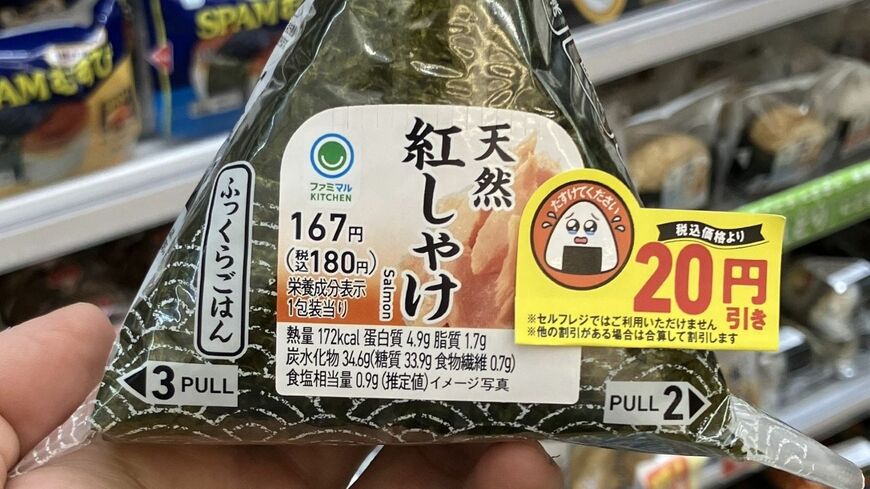 SPAMむすび
天然
紅しゃけ
Salmon
ファミマル
KITCHEN
167円
(税込180円)
栄養成分表示
1包装当り
熱量 172kcal 蛋白質 4.9g 脂質 1.7g
炭水化物 34.6g(糖質 33.9g 食物繊維 0.7g)
食塩相当量 0.9g (推定値) イメージ写真
ふっくらごはん
3 PULL
PULL 2
たすけてください
税込価格より
20円
引き
※セルフレジではご利用いただけません
※他の割引がある場合は合算して割引します